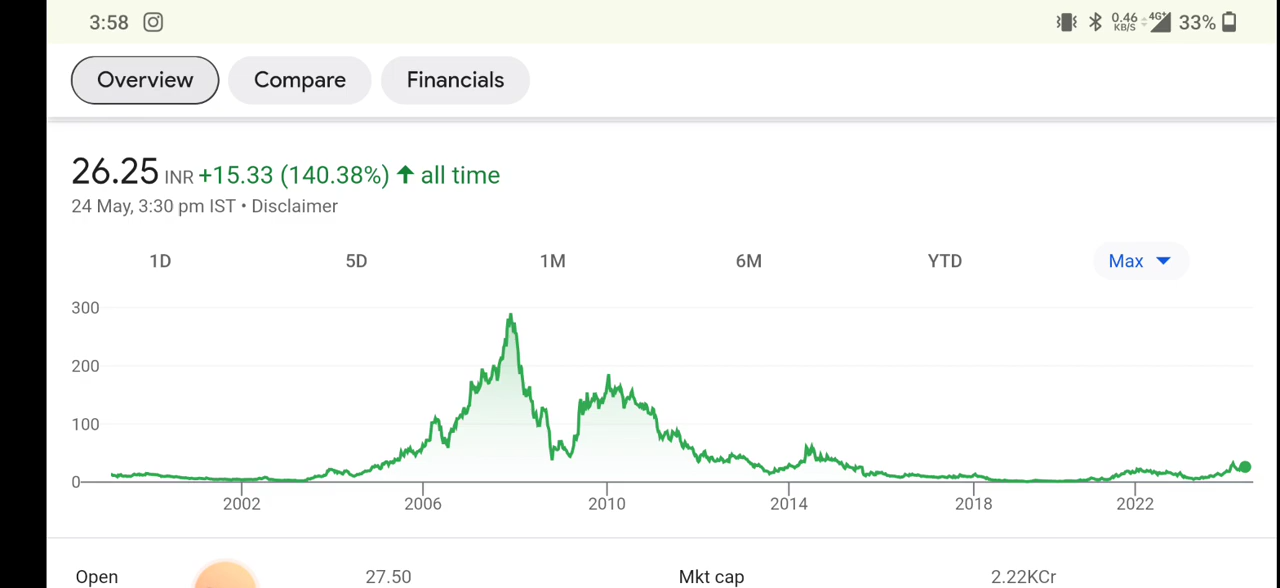 3:58 0.46 KB/S 4G+ 33%
Overview Compare Financials
26.25 INR +15.33 (140.38%) ↑ all time
24 May, 3:30 pm IST • Disclaimer
1D 5D 1M 6M YTD Max
300
200
100
0
2002 2006 2010 2014 2018 2022
Open 27.50 Mkt cap 2.22KCr